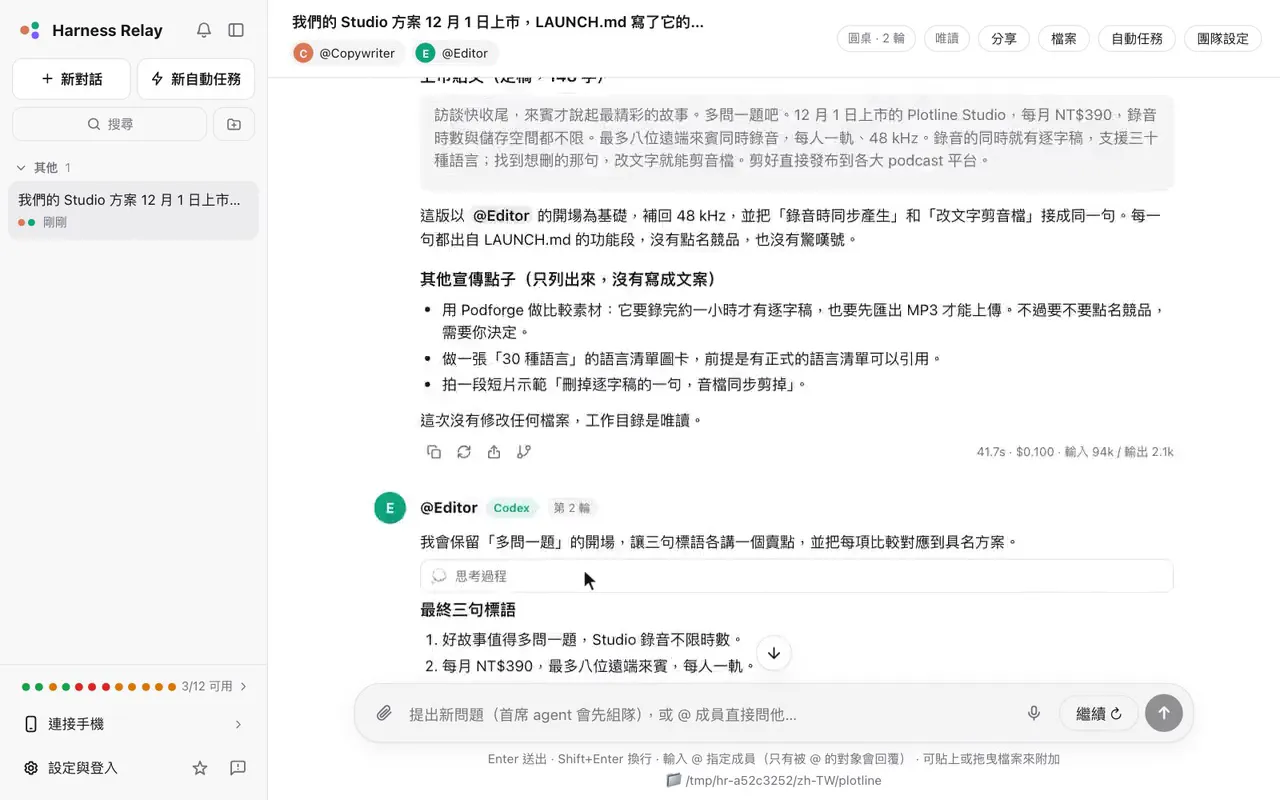 Harness Relay
+ 新對話
新自動任務
搜尋
其他 1
我們的 Studio 方案 12 月 1 日上市...
剛剛
3/12 可用
連接手機
設定與登入
我們的 Studio 方案 12 月 1 日上市，LAUNCH.md 寫了它的...
C @Copywriter E @Editor
圓桌 · 2 輪
唯讀
分享
檔案
自動任務
團隊設定
上市貼文（定稿，148 字）
訪談快收尾，來賓才說起最精彩的故事。多問一題吧。12 月 1 日上市的 Plotline Studio，每月 NT$390，錄音
時數與儲存空間都不限。最多八位遠端來賓同時錄音，每人一軌、48 kHz。錄音的同時就有逐字稿，支援三十
種語言；找到想刪的那句，改文字就能剪音檔。剪好直接發布到各大 podcast 平台。
這版以 @Editor 的開場為基礎，補回 48 kHz，並把「錄音時同步產生」和「改文字剪音檔」接成同一句。每一
句都出自 LAUNCH.md 的功能段，沒有點名競品，也沒有驚嘆號。
其他宣傳點子（只列出來，沒有寫成文案）
• 用 Podforge 做比較素材：它要錄完約一小時才有逐字稿，也要先匯出 MP3 才能上傳。不過要不要點名競品，
需要你決定。
• 做一張「30 種語言」的語言清單圖卡，前提是有正式的語言清單可以引用。
• 拍一段短片示範「刪掉逐字稿的一句，音檔同步剪掉」。
這次沒有修改任何檔案，工作目錄是唯讀。
41.7s · $0.100 · 輸入 94k / 輸出 2.1k
E @Editor Codex 第 2 輪
我會保留「多問一題」的開場，讓三句標語各講一個賣點，並把每項比較對應到具名方案。
思考過程
最終三句標語
1. 好故事值得多問一題，Studio 錄音不限時數。
2. 每月 NT$390，最多八位遠端來賓，每人一軌。
提出新問題（首席 agent 會先組隊），或 @ 成員直接問他...
繼續
Enter 送出 · Shift+Enter 換行 · 輸入 @ 指定成員（只有被 @ 的對象會回覆） · 可貼上或拖曳檔案來附加
/tmp/hr-a52c3252/zh-TW/plotline